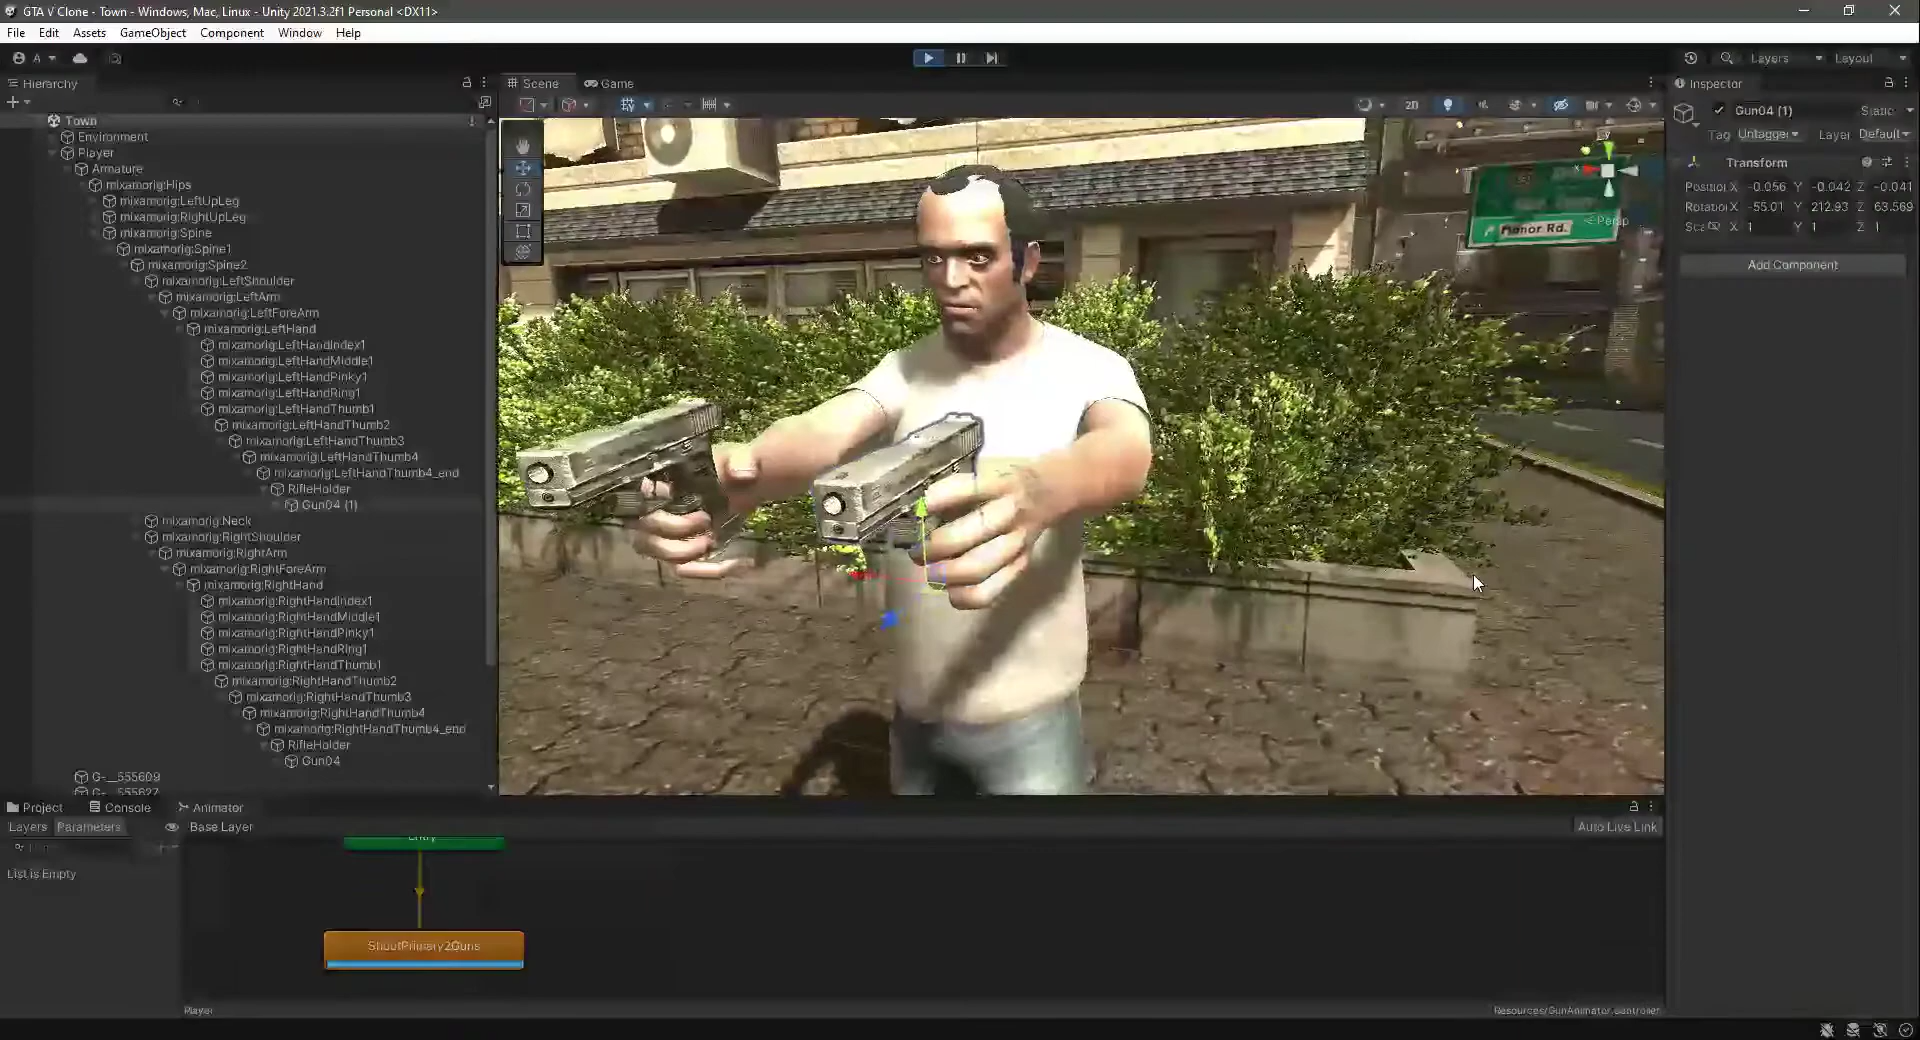 GTA V Clone - Town - Windows, Mac, Linux - Unity 2021.3.2f1 Personal <DX11>
File Edit Assets GameObject Component Window Help
A Layers Layout
Hierarchy
Scene Game
Inspector
2D
Town
Environment
Player
Armature
mixamorig:Hips
mixamorig:LeftUpLeg
mixamorig:RightUpLeg
mixamorig:Spine
mixamorig:Spine1
mixamorig:Spine2
mixamorig:LeftShoulder
mixamorig:LeftArm
mixamorig:LeftForeArm
mixamorig:LeftHand
mixamorig:LeftHandIndex1
mixamorig:LeftHandMiddle1
mixamorig:LeftHandPinky1
mixamorig:LeftHandRing1
mixamorig:LeftHandThumb1
mixamorig:LeftHandThumb2
mixamorig:LeftHandThumb3
mixamorig:LeftHandThumb4
mixamorig:LeftHandThumb4_end
RifleHolder
Gun04 (1)
mixamorig:Neck
mixamorig:RightShoulder
mixamorig:RightArm
mixamorig:RightForeArm
mixamorig:RightHand
mixamorig:RightHandIndex1
mixamorig:RightHandMiddle1
mixamorig:RightHandPinky1
mixamorig:RightHandRing1
mixamorig:RightHandThumb1
mixamorig:RightHandThumb2
mixamorig:RightHandThumb3
mixamorig:RightHandThumb4
mixamorig:RightHandThumb4_end
RifleHolder
Gun04
G-__555609
G-__555627
y
x
Persp
Manor Rd.
Gun04 (1) Static
Tag Untagged Layer Default
Transform
Position X -0.056 Y -0.042 Z -0.041
Rotation X -55.01 Y 212.93 Z 63.569
Sca X 1 Y 1 Z 1
Add Component
Project Console Animator
Layers Parameters Base Layer Auto Live Link
List is Empty
Entry
ShootPrimary2Guns
Player Resources/GunAnimator.controller